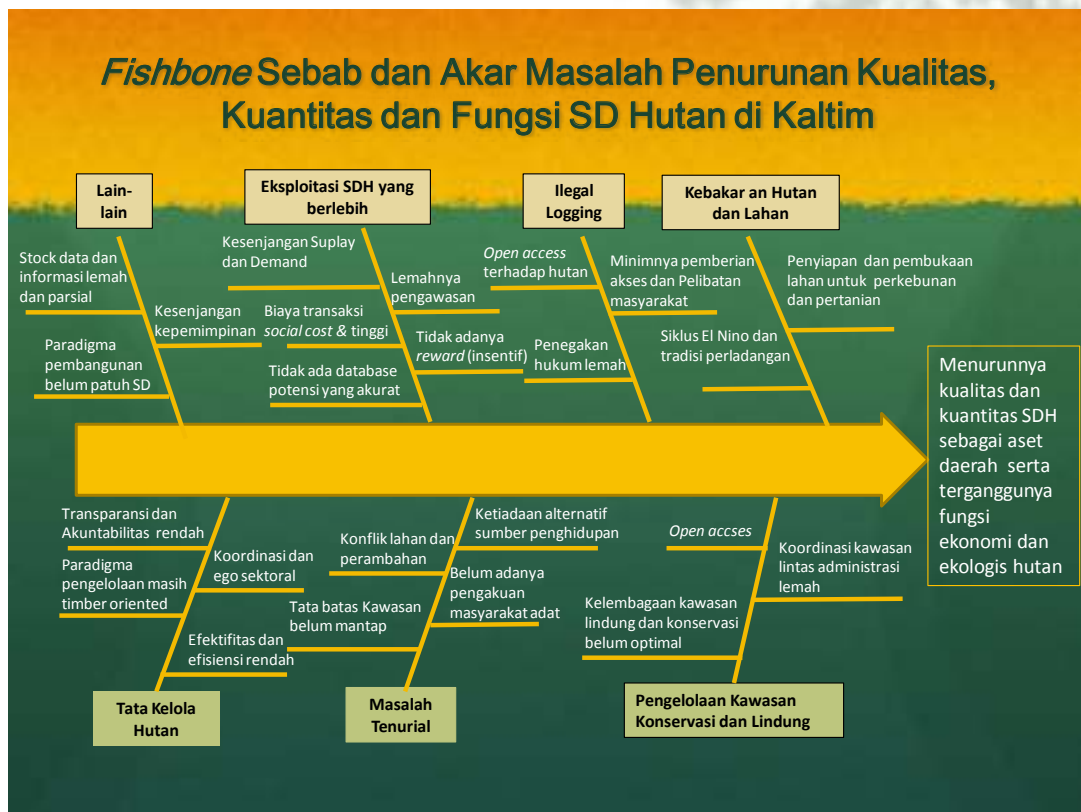 Fishbone Sebab dan Akar Masalah Penurunan Kualitas,
Kuantitas dan Fungsi SD Hutan di Kaltim
Lain-
lain
Eksploitasi SDH yang
berlebih
Ilegal
Logging
Kebakar an Hutan
dan Lahan
Stock data dan
informasi lemah
dan parsial
Kesenjangan
kepemimpinan
Paradigma
pembangunan
belum patuh SD
Kesenjangan Suplay
dan Demand
Lemahnya
pengawasan
Biaya transaksi
social cost & tinggi
Tidak adanya
reward (insentif)
Tidak ada database
potensi yang akurat
Open access
terhadap hutan
Minimnya pemberian
akses dan Pelibatan
masyarakat
Penegakan
hukum lemah
Penyiapan dan pembukaan
lahan untuk perkebunan
dan pertanian
Siklus El Nino dan
tradisi perladangan
Menurunnya
kualitas dan
kuantitas SDH
sebagai aset
daerah serta
terganggunya
fungsi
ekonomi dan
ekologis hutan
Transparansi dan
Akuntabilitas rendah
Koordinasi dan
ego sektoral
Paradigma
pengelolaan masih
timber oriented
Efektifitas dan
efisiensi rendah
Ketiadaan alternatif
sumber penghidupan
Konflik lahan dan
perambahan
Belum adanya
pengakuan
masyarakat adat
Tata batas Kawasan
belum mantap
Open accses
Koordinasi kawasan
lintas administrasi
lemah
Kelembagaan kawasan
lindung dan konservasi
belum optimal
Tata Kelola
Hutan
Masalah
Tenurial
Pengelolaan Kawasan
Konservasi dan Lindung